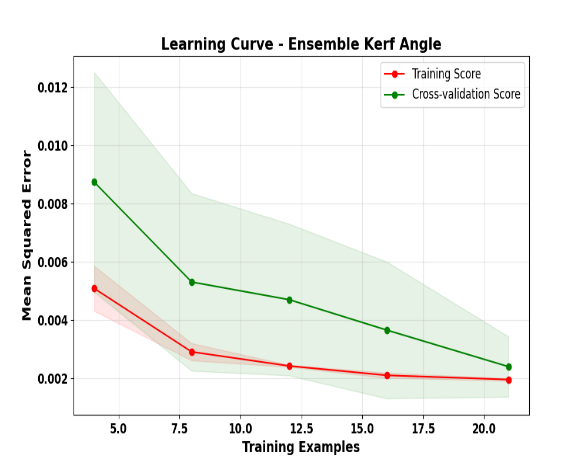 Learning Curve - Ensemble Kerf Angle
Training Score
Cross-validation Score
Mean Squared Error
0.012
0.010
0.008
0.006
0.004
0.002
5.0 7.5 10.0 12.5 15.0 17.5 20.0
Training Examples